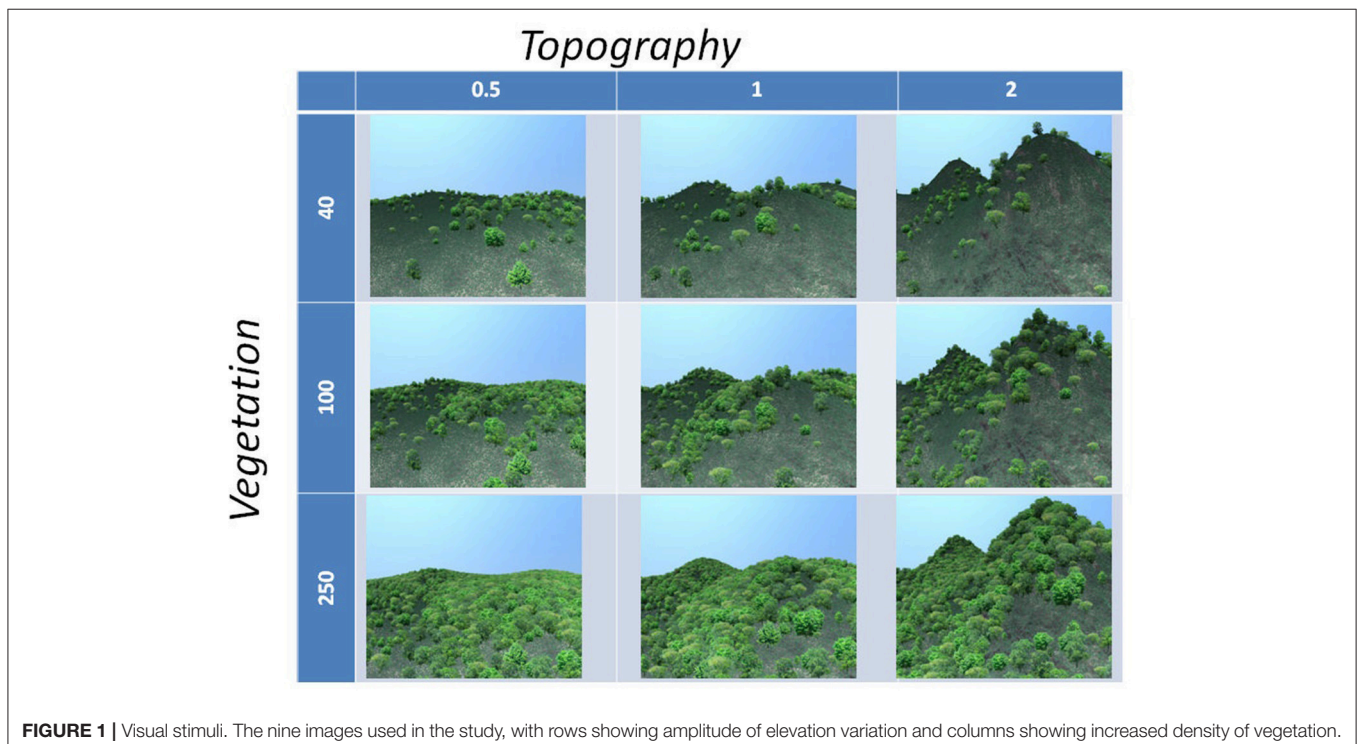 Topography
0.5 1 2
Vegetation
40
100
250
FIGURE 1 | Visual stimuli. The nine images used in the study, with rows showing amplitude of elevation variation and columns showing increased density of vegetation.